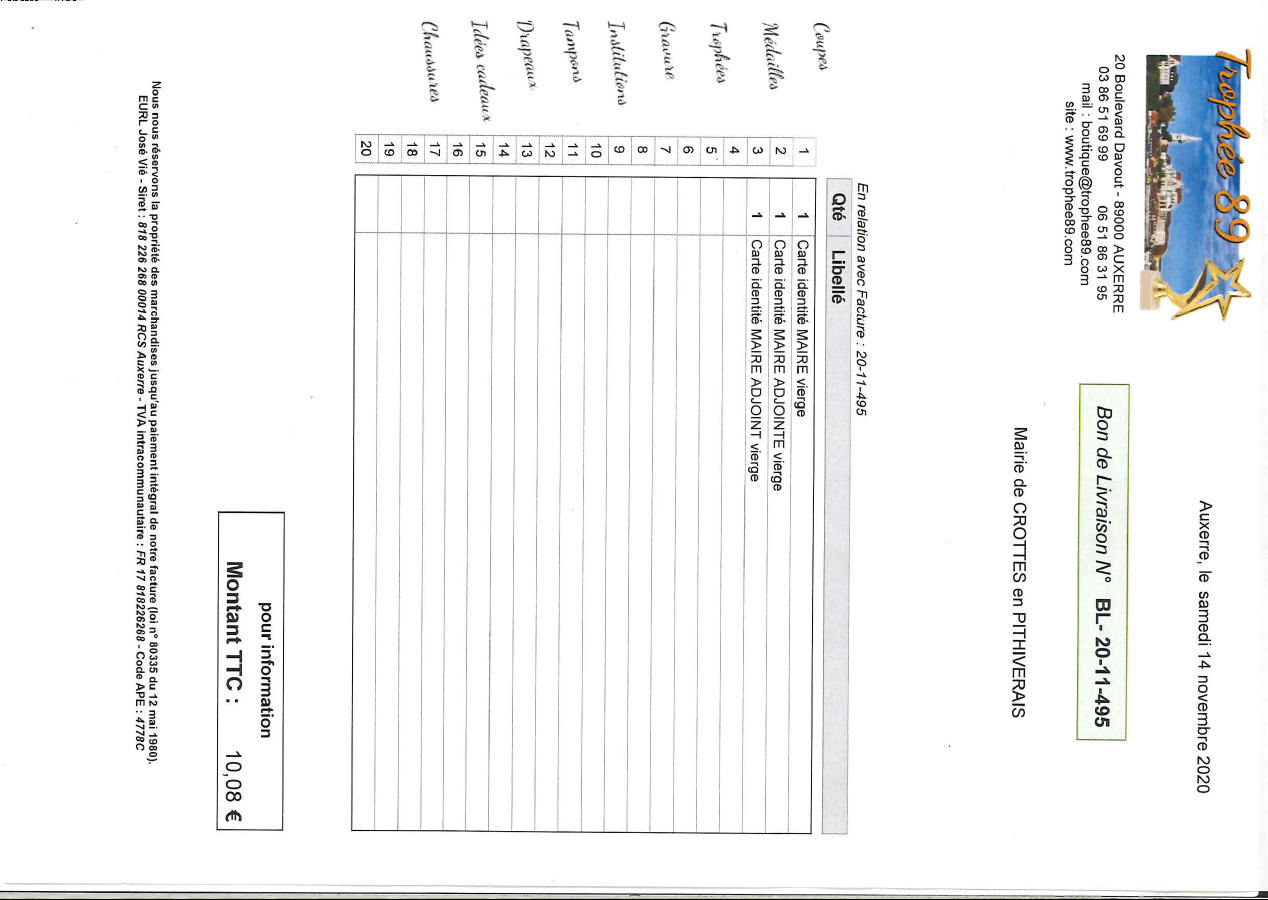 Trophée 89
20 Boulevard Davout - 89000 AUXERRE
03 86 51 69 99 06 51 86 31 95
mail : boutique@trophee89.com
site : www.trophee89.com
Auxerre, le samedi 14 novembre 2020
Bon de Livraison N° BL- 20-11-495
Mairie de CROTTES en PITHIVERAIS
En relation avec Facture : 20-11-495
Coupes
Médailles
Trophées
Gravure
Institutions
Tampons
Drapeaux
Idées cadeaux
Chaussures
Qté Libellé
1 1 Carte identité MAIRE vierge
2 1 Carte identité MAIRE ADJOINTE vierge
3 1 Carte identité MAIRE ADJOINT vierge
4
5
6
7
8
9
10
11
12
13
14
15
16
17
18
19
20
pour information
Montant TTC : 10,08 €
Nous nous réservons la propriété des marchandises jusqu'au paiement intégral de notre facture (loi n° 80335 du 12 mai 1980).
EURL José Vié - Siret : 818 226 268 00014 RCS Auxerre - TVA intracommunautaire : FR 17 818226268 - Code APE : 4778C